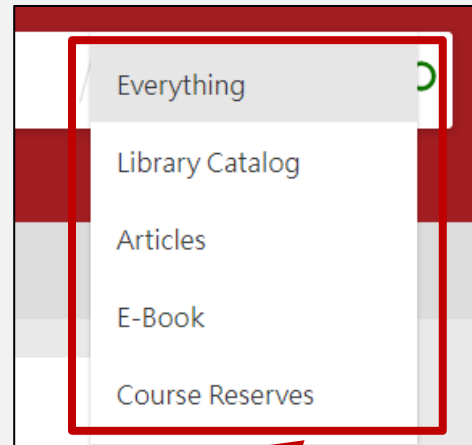 Everything
Library Catalog
Articles
E-Book
Course Reserves